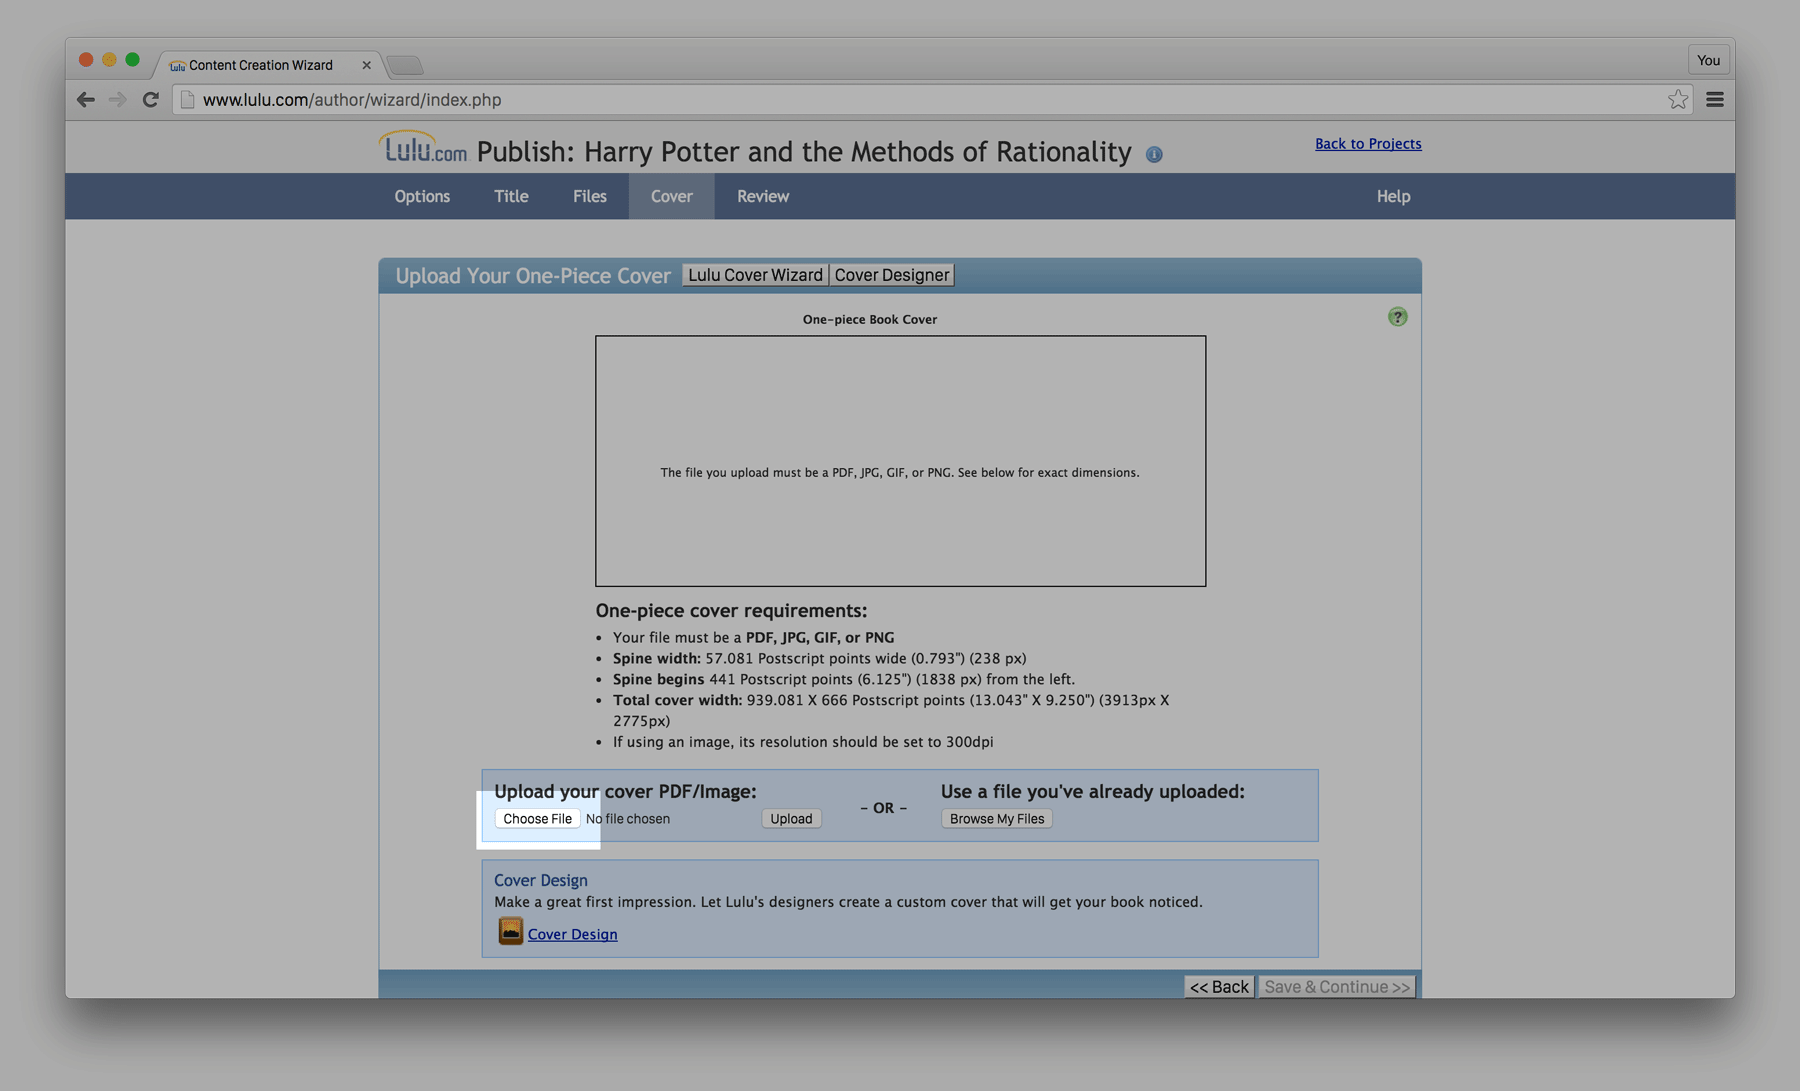 Lulu Content Creation Wizard
You
www.lulu.com/author/wizard/index.php
Lulu.com Publish: Harry Potter and the Methods of Rationality
Back to Projects
Options Title Files Cover Review Help
Upload Your One-Piece Cover Lulu Cover Wizard Cover Designer
One-piece Book Cover
?
The file you upload must be a PDF, JPG, GIF, or PNG. See below for exact dimensions.
One-piece cover requirements:
• Your file must be a PDF, JPG, GIF, or PNG
• Spine width: 57.081 Postscript points wide (0.793") (238 px)
• Spine begins 441 Postscript points (6.125") (1838 px) from the left.
• Total cover width: 939.081 X 666 Postscript points (13.043" X 9.250") (3913px X
2775px)
• If using an image, its resolution should be set to 300dpi
Upload your cover PDF/Image:
Choose File No file chosen Upload
– OR –
Use a file you've already uploaded:
Browse My Files
Cover Design
Make a great first impression. Let Lulu's designers create a custom cover that will get your book noticed.
Cover Design
<< Back Save & Continue >>